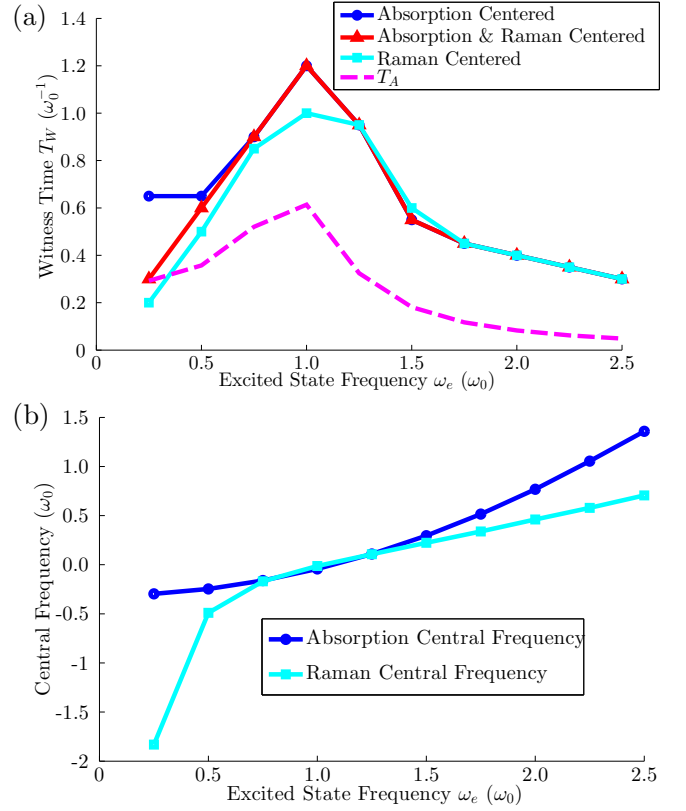 (a)
1.4
1.2
1.0
0.8
0.6
0.4
0.2
0
Witness Time T_W (ω_0^{-1})
Absorption Centered
Absorption & Raman Centered
Raman Centered
T_A
0 0.5 1.0 1.5 2.0 2.5
Excited State Frequency ω_e (ω_0)
(b)
1.5
1.0
0.5
0.0
-0.5
-1
-1.5
-2
Central Frequency (ω_0)
Absorption Central Frequency
Raman Central Frequency
0 0.5 1.0 1.5 2.0 2.5
Excited State Frequency ω_e (ω_0)